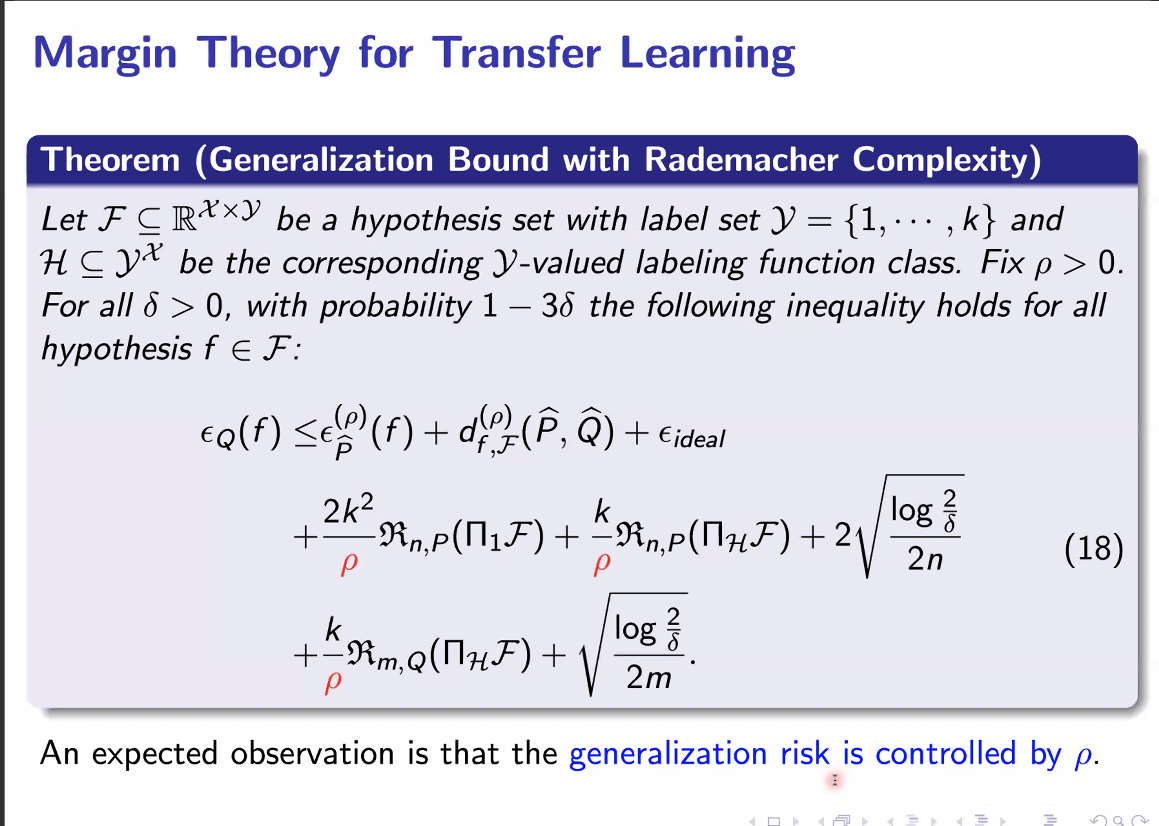 Margin Theory for Transfer Learning
Theorem (Generalization Bound with Rademacher Complexity)
Let $\mathcal{F} \subseteq \mathbb{R}^{\mathcal{X} \times \mathcal{Y}}$ be a hypothesis set with label set $\mathcal{Y} = \{1, \cdots, k\}$ and
$\mathcal{H} \subseteq \mathcal{Y}^{\mathcal{X}}$ be the corresponding $\mathcal{Y}$-valued labeling function class. Fix $\rho > 0$.
For all $\delta > 0$, with probability $1 - 3\delta$ the following inequality holds for all
hypothesis $f \in \mathcal{F}$:
$\epsilon_Q(f) \leq \epsilon_{\widehat{P}}^{(\rho)}(f) + d_{f,\mathcal{F}}^{(\rho)}(\widehat{P}, \widehat{Q}) + \epsilon_{ideal}$
$+ \frac{2k^2}{\rho} \mathfrak{R}_{n,P}(\Pi_1 \mathcal{F}) + \frac{k}{\rho} \mathfrak{R}_{n,P}(\Pi_{\mathcal{H}} \mathcal{F}) + 2\sqrt{\frac{\log \frac{2}{\delta}}{2n}}$ (18)
$+ \frac{k}{\rho} \mathfrak{R}_{m,Q}(\Pi_{\mathcal{H}} \mathcal{F}) + \sqrt{\frac{\log \frac{2}{\delta}}{2m}}.$
An expected observation is that the generalization risk is controlled by $\rho$.